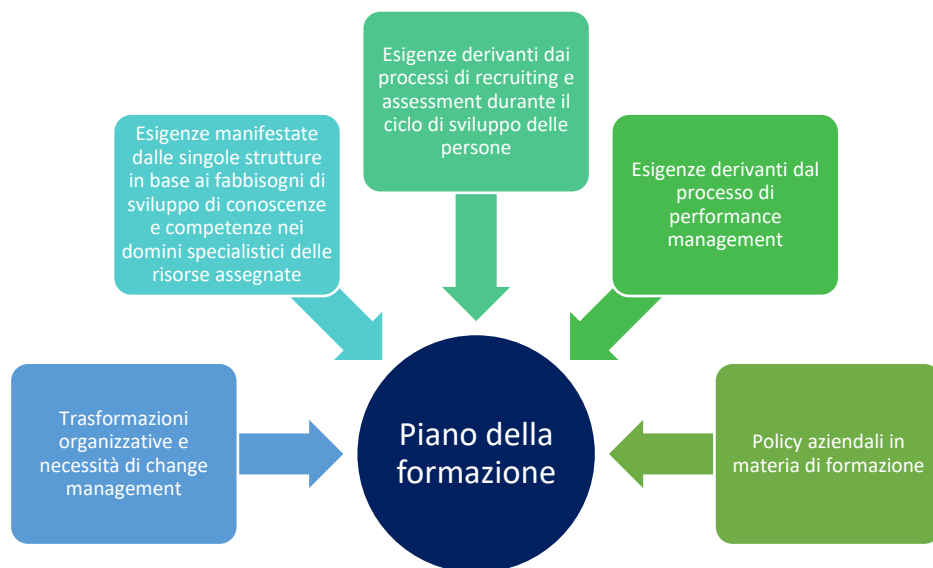 Esigenze derivanti dai
processi di recruiting e
assessment durante il
ciclo di sviluppo delle
persone
Esigenze manifestate
dalle singole strutture
in base ai fabbisogni di
sviluppo di conoscenze
e competenze nei
domini specialistici delle
risorse assegnate
Esigenze derivanti dal
processo di
performance
management
Trasformazioni
organizzative e
necessità di change
management
Piano della
formazione
Policy aziendali in
materia di formazione